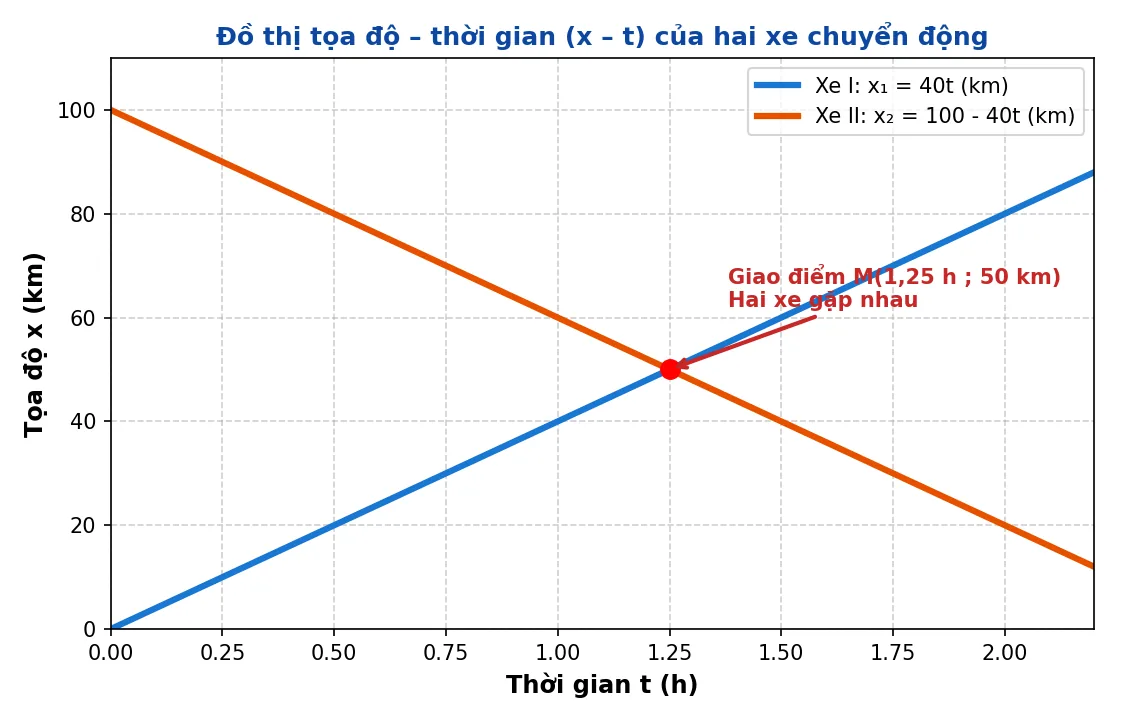 Đồ thị tọa độ – thời gian (x – t) của hai xe chuyển động
Xe I: x₁ = 40t (km)
Xe II: x₂ = 100 - 40t (km)
Giao điểm M(1,25 h ; 50 km)
Hai xe gặp nhau
Tọa độ x (km)
100
80
60
40
20
0
0.00 0.25 0.50 0.75 1.00 1.25 1.50 1.75 2.00
Thời gian t (h)